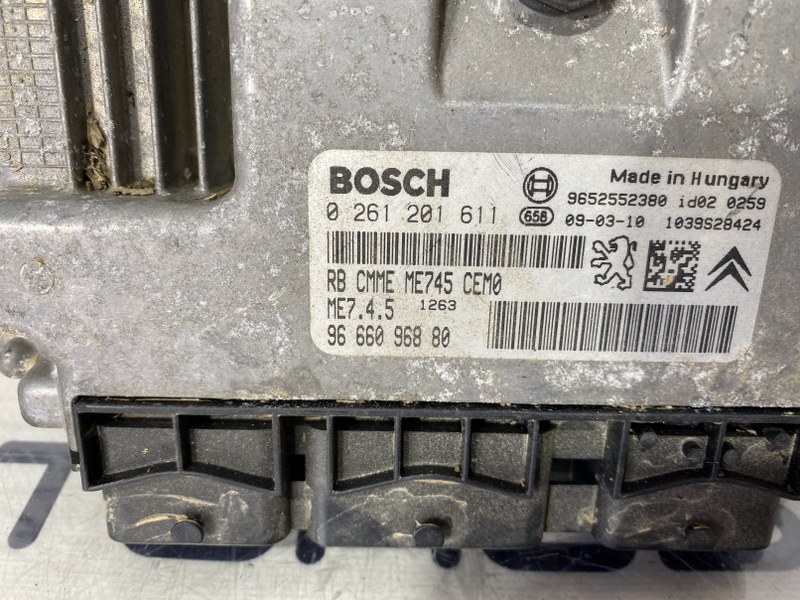 BOSCH
Made in Hungary
9652552380 id02 0259
0 261 201 611 658 09-03-10 1039S28424
RB CMME ME745 CEM0
ME7.4.5 1263
96 660 968 80